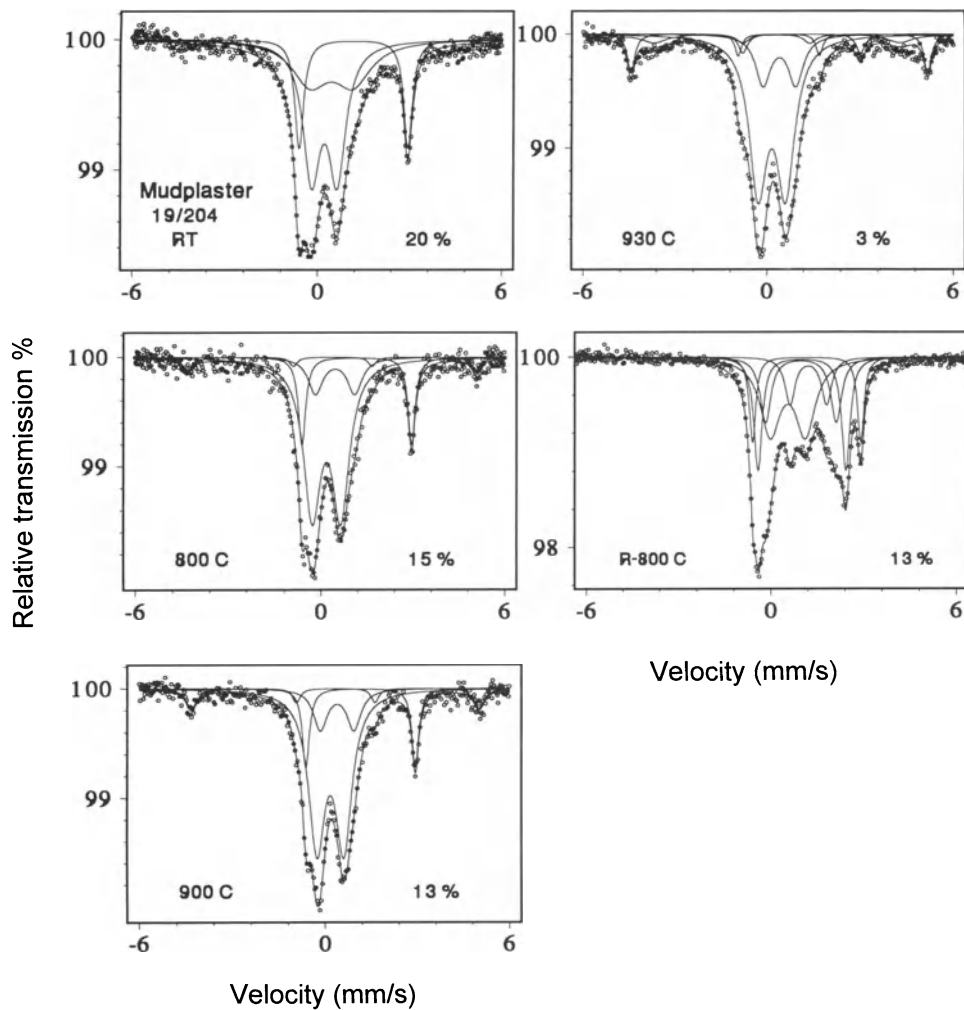 100
99
Mudplaster
19/204
RT
20 %
-6 0 6
100
99
930 C
3 %
-6 0 6
Relative transmission %
100
99
800 C
15 %
-6 0 6
100
98
R-800 C
13 %
-6 0 6
Velocity (mm/s)
100
99
900 C
13 %
-6 0 6
Velocity (mm/s)